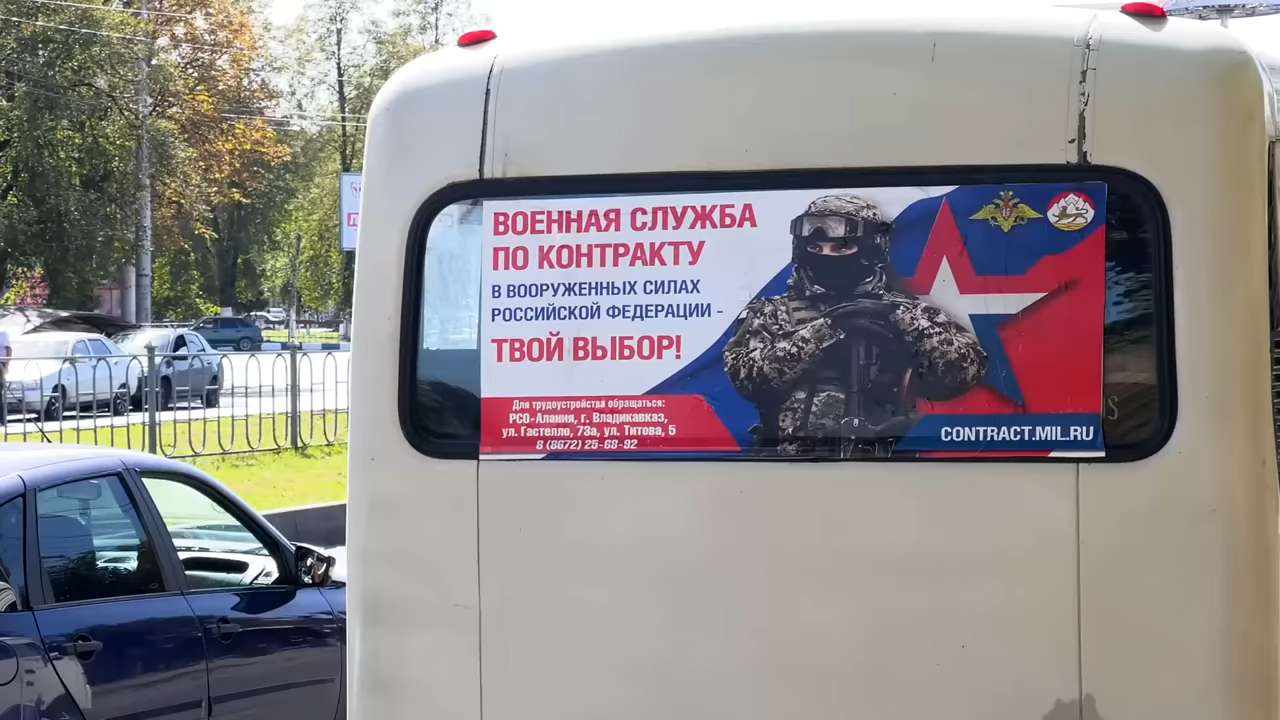 ВОЕННАЯ СЛУЖБА
ПО КОНТРАКТУ
В ВООРУЖЕННЫХ СИЛАХ
РОССИЙСКОЙ ФЕДЕРАЦИИ -
ТВОЙ ВЫБОР!
Для трудоустройства обращаться:
РСО-Алания, г. Владикавказ,
ул. Гастелло, 73а, ул. Титова, 5
8 (8672) 25-68-92
CONTRACT.MIL.RU